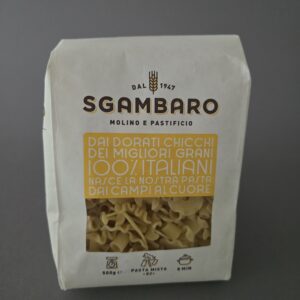 DAL 1947
SGAMBARO
MOLINO E PASTIFICIO
DAI DORATI CHICCHI
DEI MIGLIORI GRANI
100% ITALIANI
NASCE LA NOSTRA PASTA
DAI CAMPI AL CUORE
500g ℮ PASTA MISTA 8 MIN